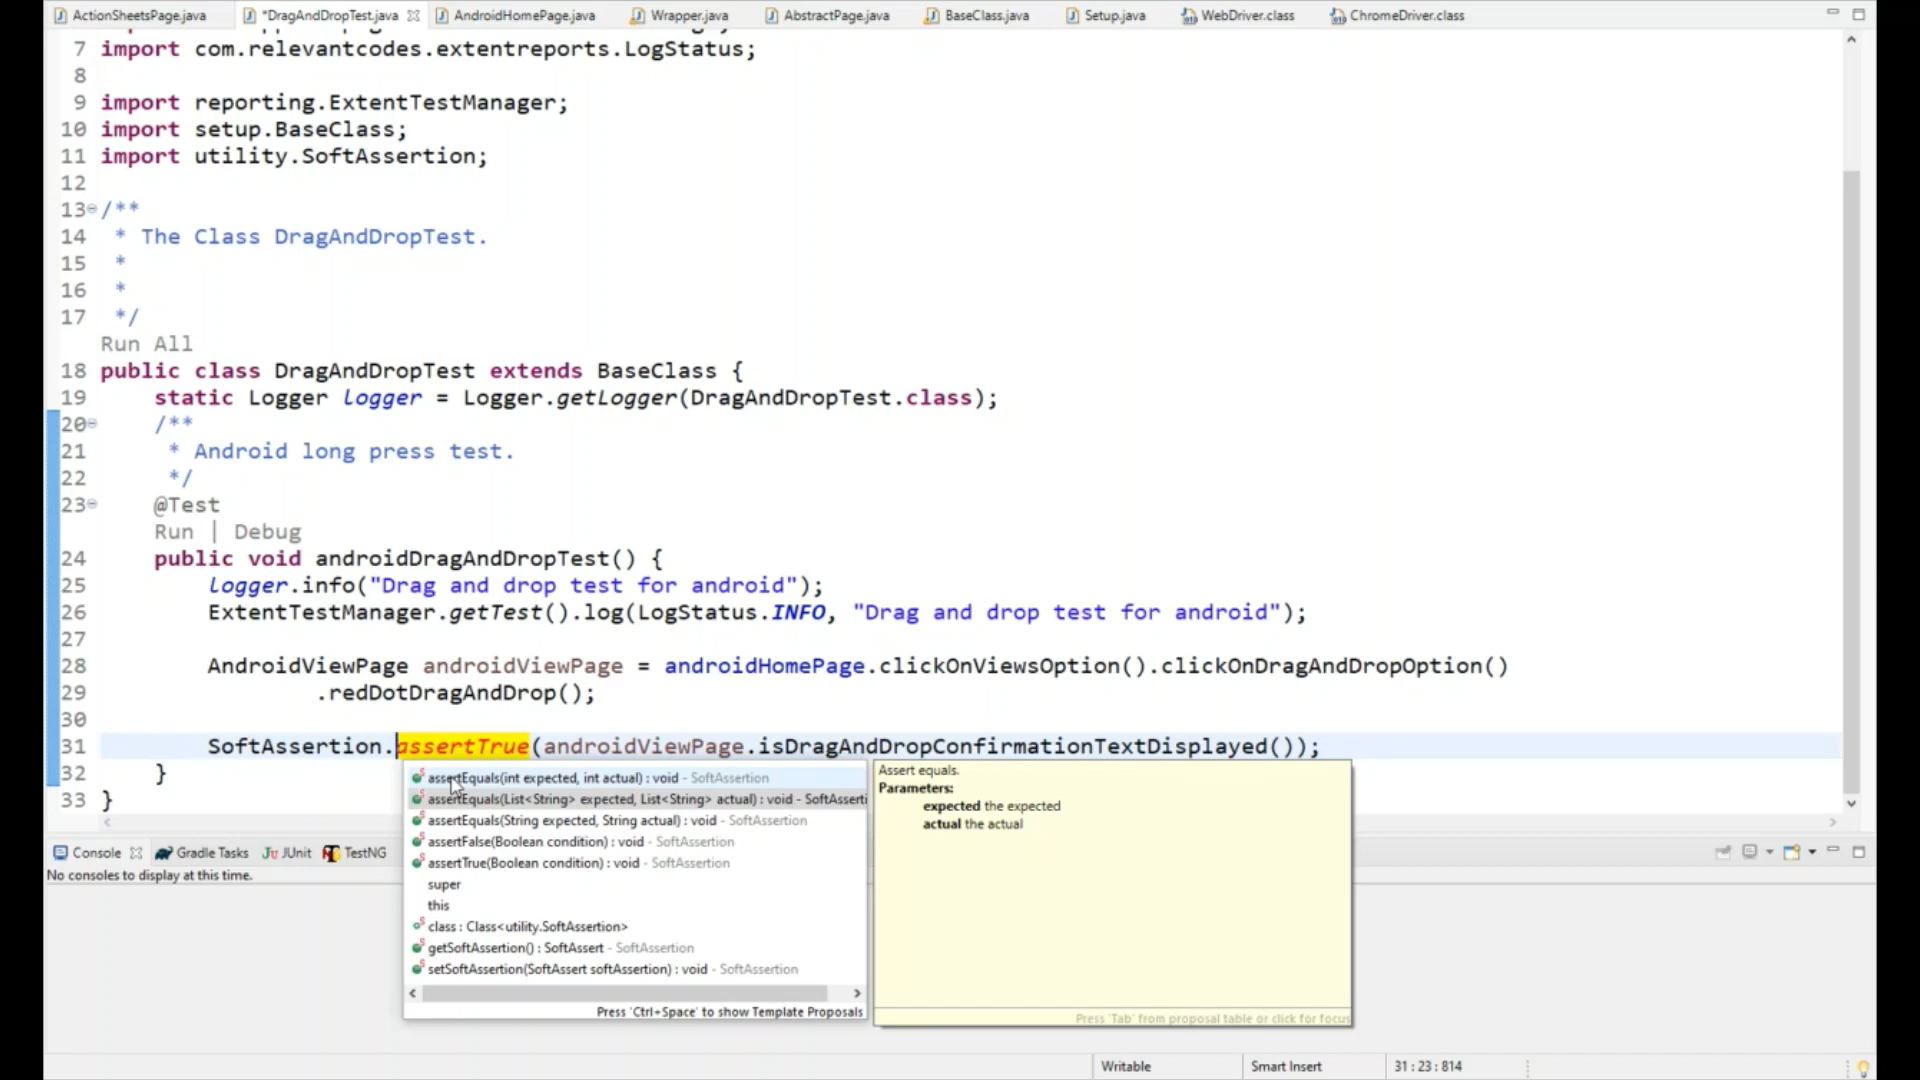 ActionSheetsPage.java *DragAndDropTest.java AndroidHomePage.java Wrapper.java AbstractPage.java BaseClass.java Setup.java WebDriver.class ChromeDriver.class
7 import com.relevantcodes.extentreports.LogStatus;
8
9 import reporting.ExtentTestManager;
10 import setup.BaseClass;
11 import utility.SoftAssertion;
12
13 /**
14 * The Class DragAndDropTest.
15 *
16 *
17 */
Run All
18 public class DragAndDropTest extends BaseClass {
19 static Logger logger = Logger.getLogger(DragAndDropTest.class);
20 /**
21 * Android long press test.
22 */
23 @Test
Run | Debug
24 public void androidDragAndDropTest() {
25 logger.info("Drag and drop test for android");
26 ExtentTestManager.getTest().log(LogStatus.INFO, "Drag and drop test for android");
27
28 AndroidViewPage androidViewPage = androidHomePage.clickOnViewsOption().clickOnDragAndDropOption()
29 .redDotDragAndDrop();
30
31 SoftAssertion.assertTrue(androidViewPage.isDragAndDropConfirmationTextDisplayed());
32 }
33 }
assertEquals(int expected, int actual) : void - SoftAssertion
assertEquals(List<String> expected, List<String> actual) : void - SoftAsserti
assertEquals(String expected, String actual) : void - SoftAssertion
assertFalse(Boolean condition) : void - SoftAssertion
assertTrue(Boolean condition) : void - SoftAssertion
super
this
class : Class<utility.SoftAssertion>
getSoftAssertion() : SoftAssert - SoftAssertion
setSoftAssertion(SoftAssert softAssertion) : void - SoftAssertion
Press 'Ctrl+Space' to show Template Proposals
Assert equals.
Parameters:
expected the expected
actual the actual
Press 'Tab' from proposal table or click for focus
Console Gradle Tasks JUnit TestNG
No consoles to display at this time.
Writable Smart Insert 31 : 23 : 814